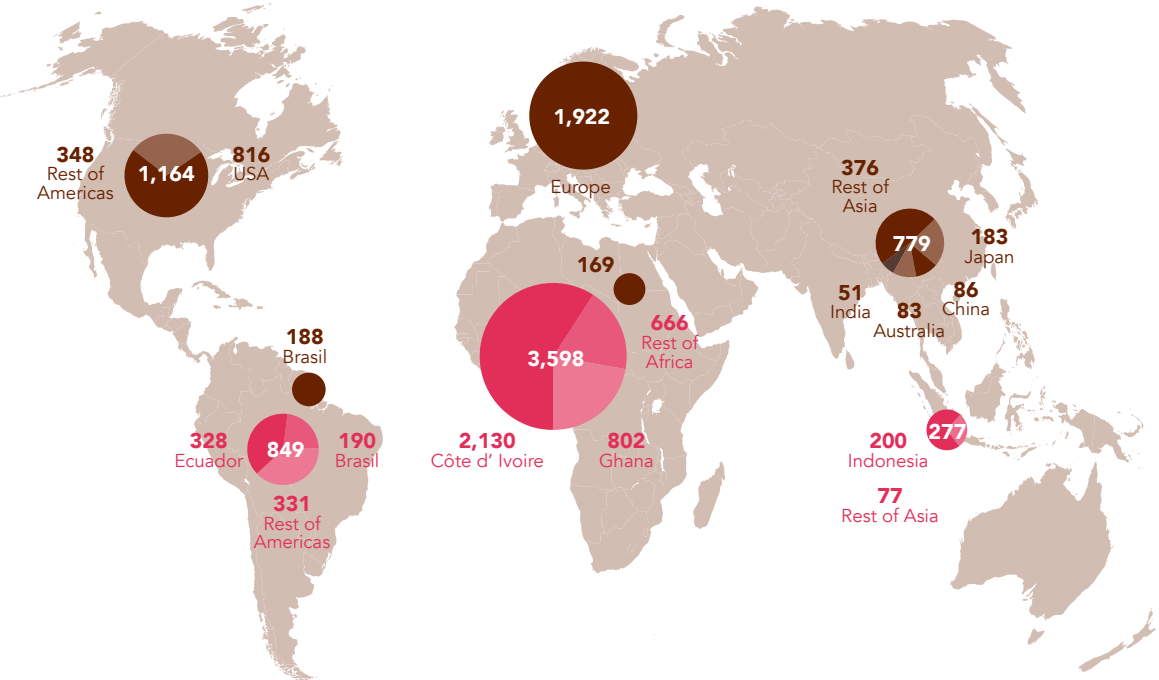 348
Rest of
Americas
1,164
816
USA
1,922
Europe
376
Rest of
Asia
779
183
Japan
51
India
83
Australia
86
China
169
188
Brasil
666
Rest of
Africa
3,598
2,130
Côte d’ Ivoire
802
Ghana
328
Ecuador
849
190
Brasil
331
Rest of
Americas
277
200
Indonesia
77
Rest of Asia